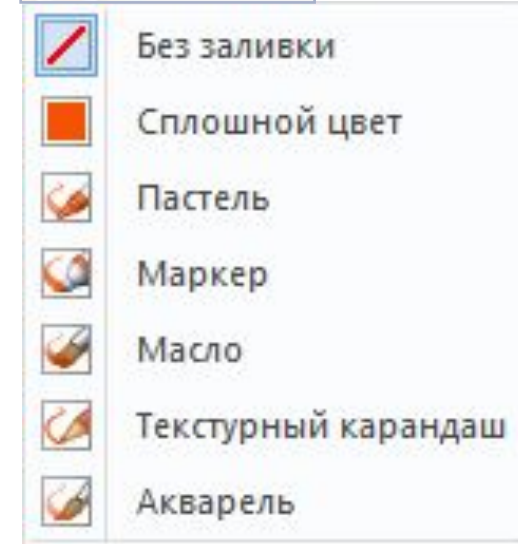 Без заливки
Сплошной цвет
Пастель
Маркер
Масло
Текстурный карандаш
Акварель